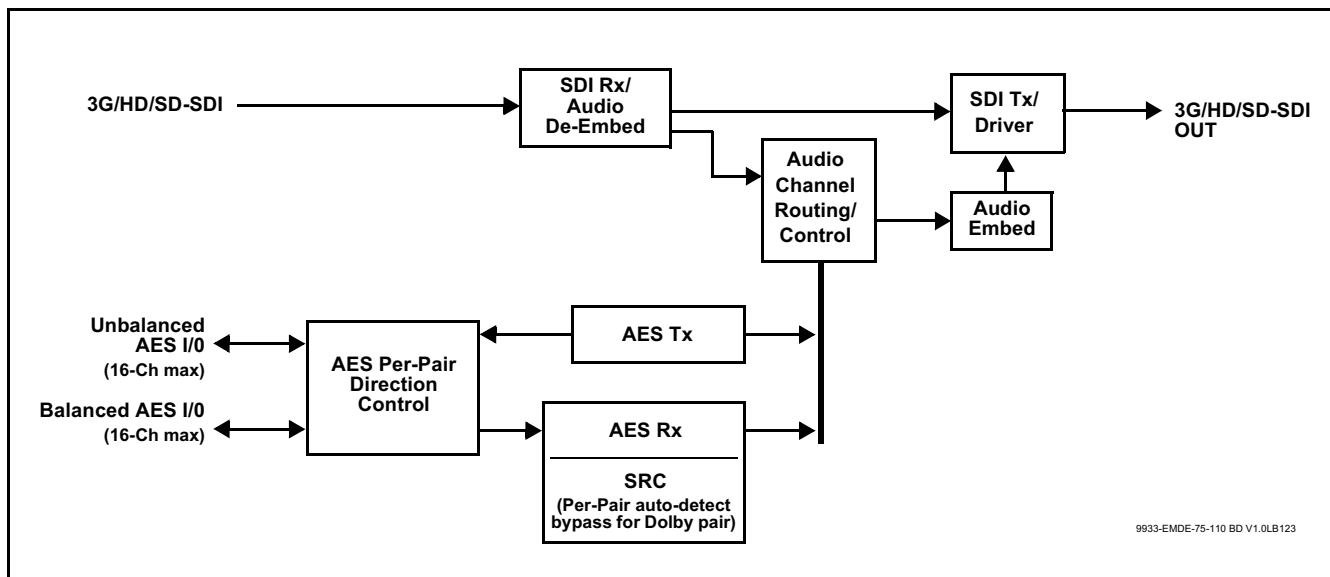 3G/HD/SD-SDI
SDI Rx/
Audio
De-Embed
SDI Tx/
Driver
3G/HD/SD-SDI
OUT
Audio
Channel
Routing/
Control
Audio
Embed
Unbalanced
AES I/0
(16-Ch max)
Balanced AES I/0
(16-Ch max)
AES Per-Pair
Direction
Control
AES Tx
AES Rx
SRC
(Per-Pair auto-detect
bypass for Dolby pair)
9933-EMDE-75-110 BD V1.0LB123